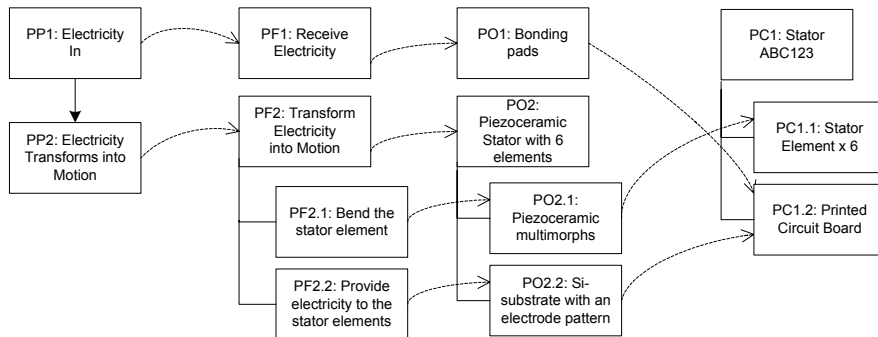 PP1: Electricity
In
PF1: Receive
Electricity
PO1: Bonding
pads
PC1: Stator
ABC123
PP2: Electricity
Transforms into
Motion
PF2: Transform
Electricity
into Motion
PO2:
Piezoceramic
Stator with 6
elements
PC1.1: Stator
Element x 6
PF2.1: Bend the
stator element
PO2.1:
Piezoceramic
multimorphs
PC1.2: Printed
Circuit Board
PF2.2: Provide
electricity to the
stator elements
PO2.2: Si-
substrate with an
electrode pattern